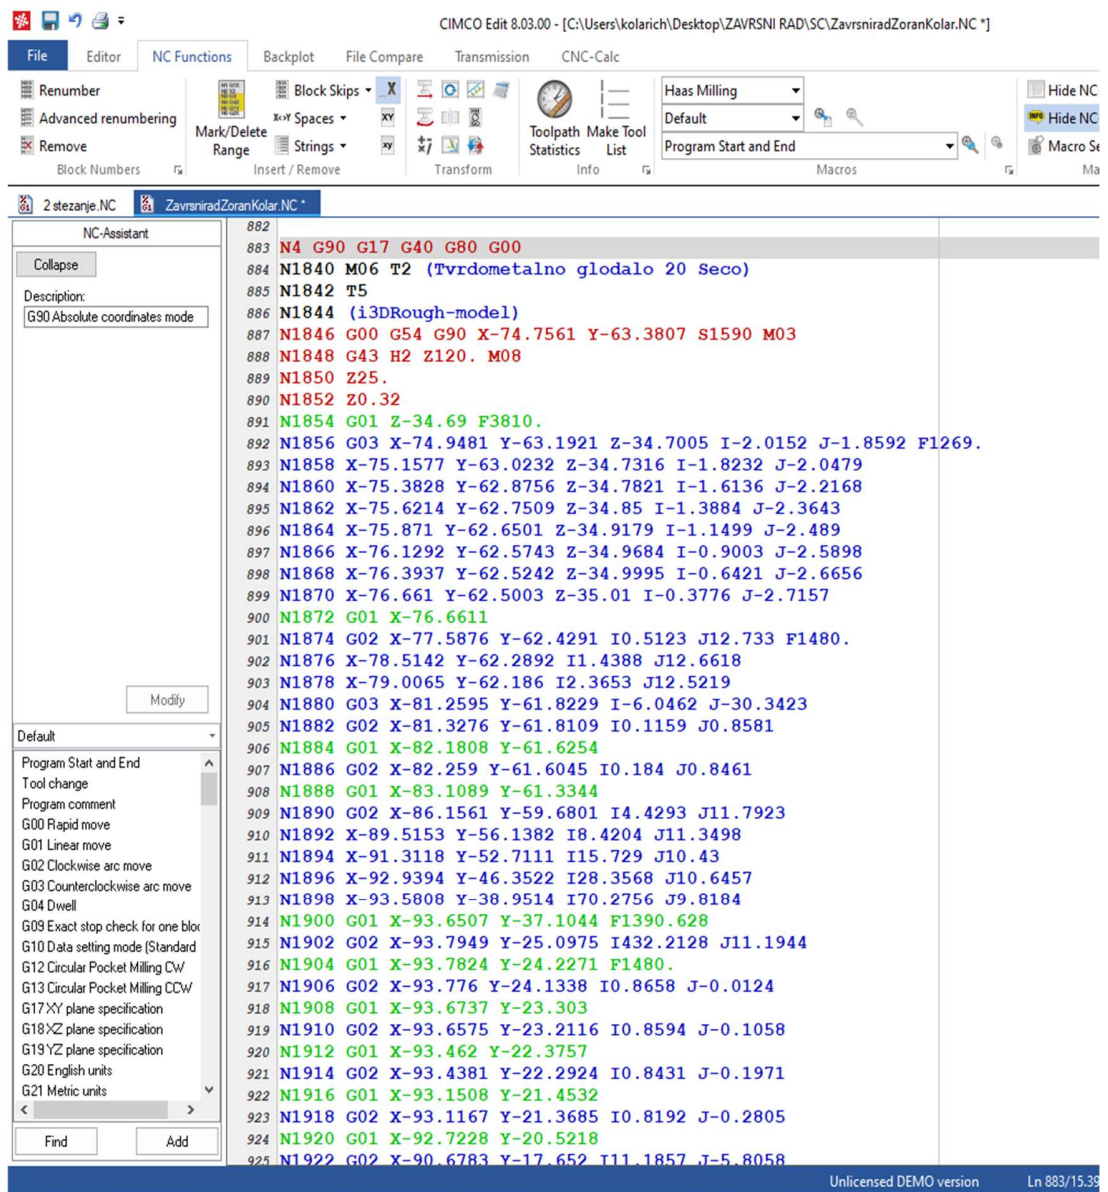 CIMCO Edit 8.03.00 - [C:\Users\kolarich\Desktop\ZAVRSNI RAD\SC\ZavrsniradZoranKolar.NC *]
File Editor NC Functions Backplot File Compare Transmission CNC-Calc
Renumber
Advanced renumbering
Remove
Block Numbers
Mark/Delete Range
Block Skips
Spaces
Strings
Insert / Remove
Transform
Toolpath Statistics
Make Tool List
Info
Haas Milling
Default
Program Start and End
Macros
Hide NC
Hide NC
Macro Se
Ma
2 stezanje.NC ZavrsniradZoranKolar.NC *
NC-Assistant
Collapse
Description:
G90 Absolute coordinates mode
Modify
Default
Program Start and End
Tool change
Program comment
G00 Rapid move
G01 Linear move
G02 Clockwise arc move
G03 Counterclockwise arc move
G04 Dwell
G09 Exact stop check for one bloc
G10 Data setting mode (Standard
G12 Circular Pocket Milling CW
G13 Circular Pocket Milling CCW
G17 XY plane specification
G18 XZ plane specification
G19 YZ plane specification
G20 English units
G21 Metric units
Find Add
882
883 N4 G90 G17 G40 G80 G00
884 N1840 M06 T2 (Tvrdometalno glodalo 20 Seco)
885 N1842 T5
886 N1844 (i3DRough-model)
887 N1846 G00 G54 G90 X-74.7561 Y-63.3807 S1590 M03
888 N1848 G43 H2 Z120. M08
889 N1850 Z25.
890 N1852 Z0.32
891 N1854 G01 Z-34.69 F3810.
892 N1856 G03 X-74.9481 Y-63.1921 Z-34.7005 I-2.0152 J-1.8592 F1269.
893 N1858 X-75.1577 Y-63.0232 Z-34.7316 I-1.8232 J-2.0479
894 N1860 X-75.3828 Y-62.8756 Z-34.7821 I-1.6136 J-2.2168
895 N1862 X-75.6214 Y-62.7509 Z-34.85 I-1.3884 J-2.3643
896 N1864 X-75.871 Y-62.6501 Z-34.9179 I-1.1499 J-2.489
897 N1866 X-76.1292 Y-62.5743 Z-34.9684 I-0.9003 J-2.5898
898 N1868 X-76.3937 Y-62.5242 Z-34.9995 I-0.6421 J-2.6656
899 N1870 X-76.661 Y-62.5003 Z-35.01 I-0.3776 J-2.7157
900 N1872 G01 X-76.6611
901 N1874 G02 X-77.5876 Y-62.4291 I0.5123 J12.733 F1480.
902 N1876 X-78.5142 Y-62.2892 I1.4388 J12.6618
903 N1878 X-79.0065 Y-62.186 I2.3653 J12.5219
904 N1880 G03 X-81.2595 Y-61.8229 I-6.0462 J-30.3423
905 N1882 G02 X-81.3276 Y-61.8109 I0.1159 J0.8581
906 N1884 G01 X-82.1808 Y-61.6254
907 N1886 G02 X-82.259 Y-61.6045 I0.184 J0.8461
908 N1888 G01 X-83.1089 Y-61.3344
909 N1890 G02 X-86.1561 Y-59.6801 I4.4293 J11.7923
910 N1892 X-89.5153 Y-56.1382 I8.4204 J11.3498
911 N1894 X-91.3118 Y-52.7111 I15.729 J10.43
912 N1896 X-92.9394 Y-46.3522 I28.3568 J10.6457
913 N1898 X-93.5808 Y-38.9514 I70.2756 J9.8184
914 N1900 G01 X-93.6507 Y-37.1044 F1390.628
915 N1902 G02 X-93.7949 Y-25.0975 I432.2128 J11.1944
916 N1904 G01 X-93.7824 Y-24.2271 F1480.
917 N1906 G02 X-93.776 Y-24.1338 I0.8658 J-0.0124
918 N1908 G01 X-93.6737 Y-23.303
919 N1910 G02 X-93.6575 Y-23.2116 I0.8594 J-0.1058
920 N1912 G01 X-93.462 Y-22.3757
921 N1914 G02 X-93.4381 Y-22.2924 I0.8431 J-0.1971
922 N1916 G01 X-93.1508 Y-21.4532
923 N1918 G02 X-93.1167 Y-21.3685 I0.8192 J-0.2805
924 N1920 G01 X-92.7228 Y-20.5218
925 N1922 G02 X-90.6783 Y-17.652 I11.1857 J-5.8058
Unlicensed DEMO version Ln 883/15.39